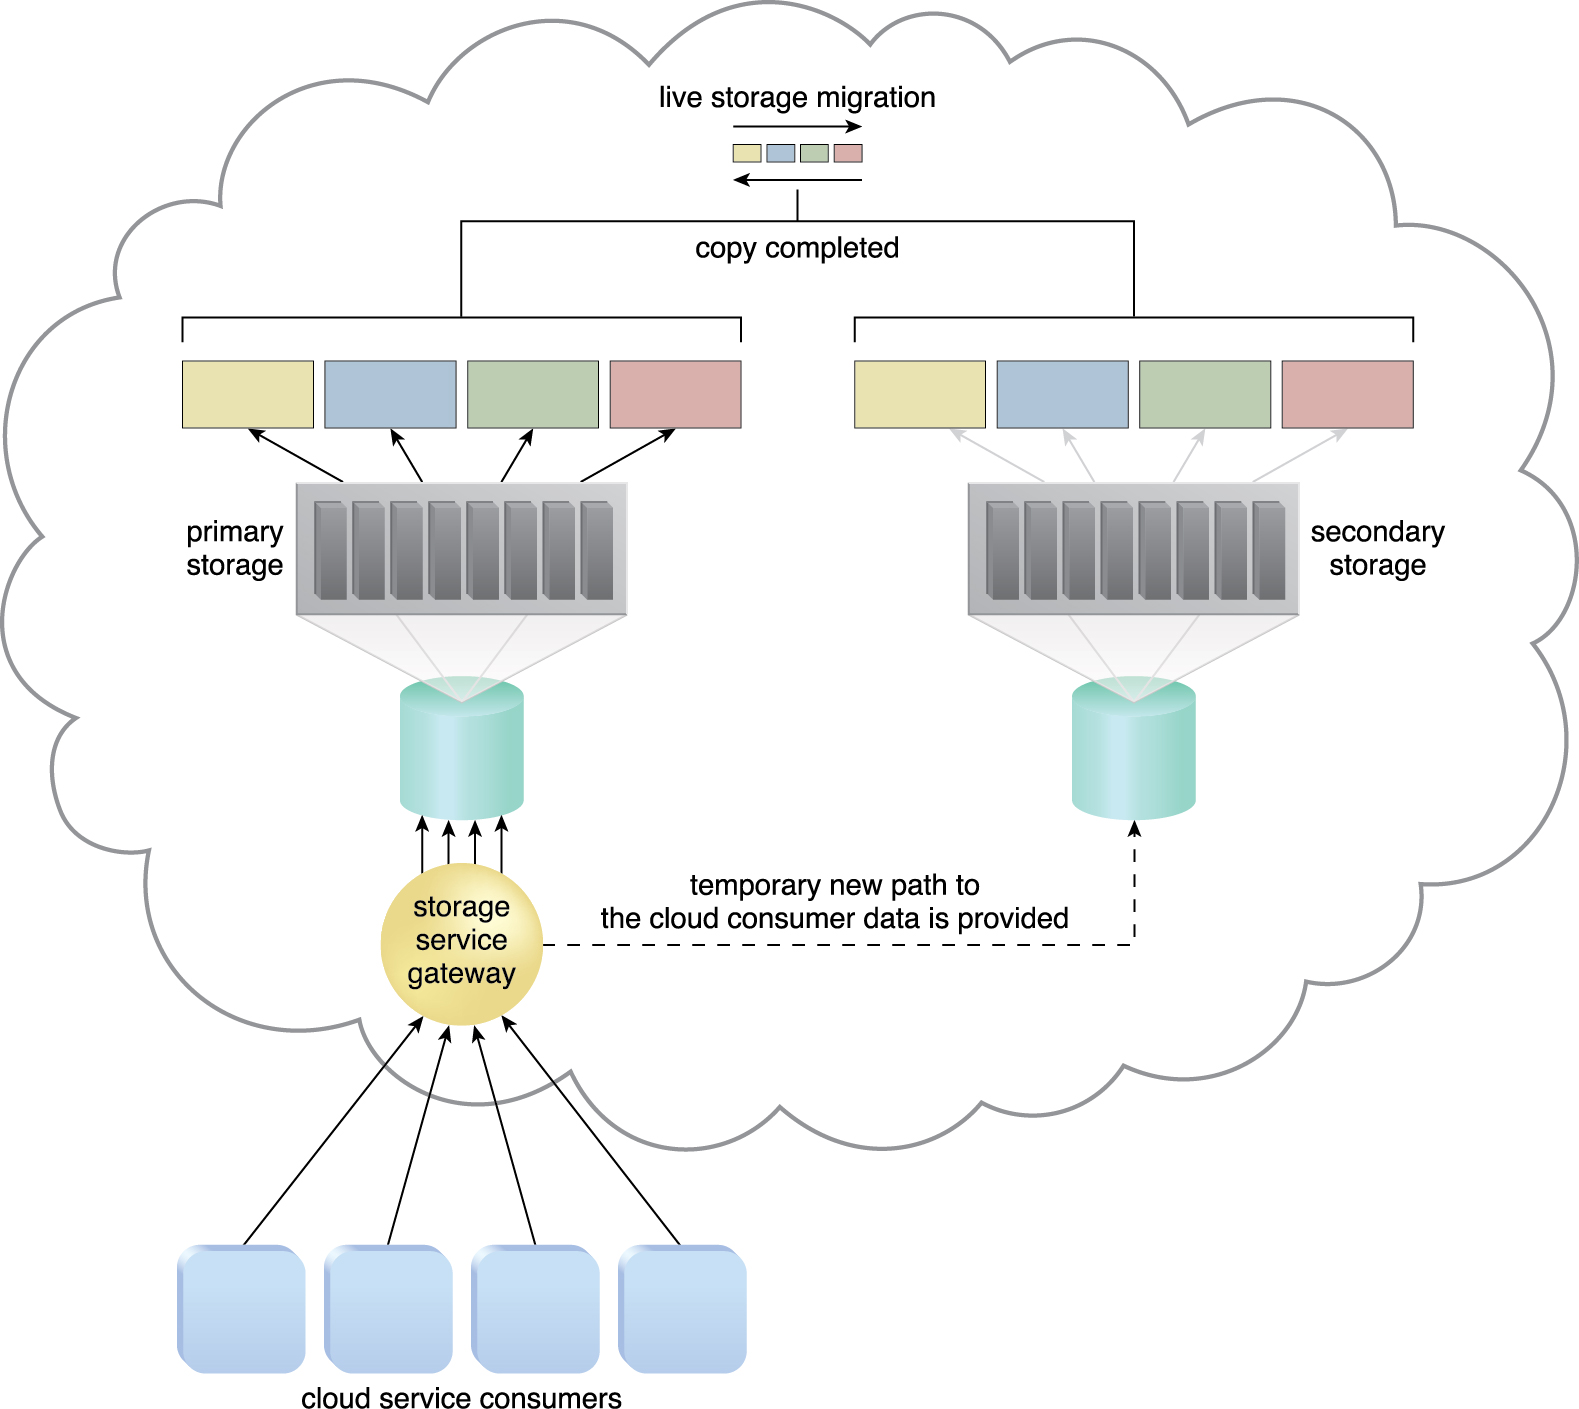 live storage migration
copy completed
primary
storage
secondary
storage
storage
service
gateway
temporary new path to
the cloud consumer data is provided
cloud service consumers